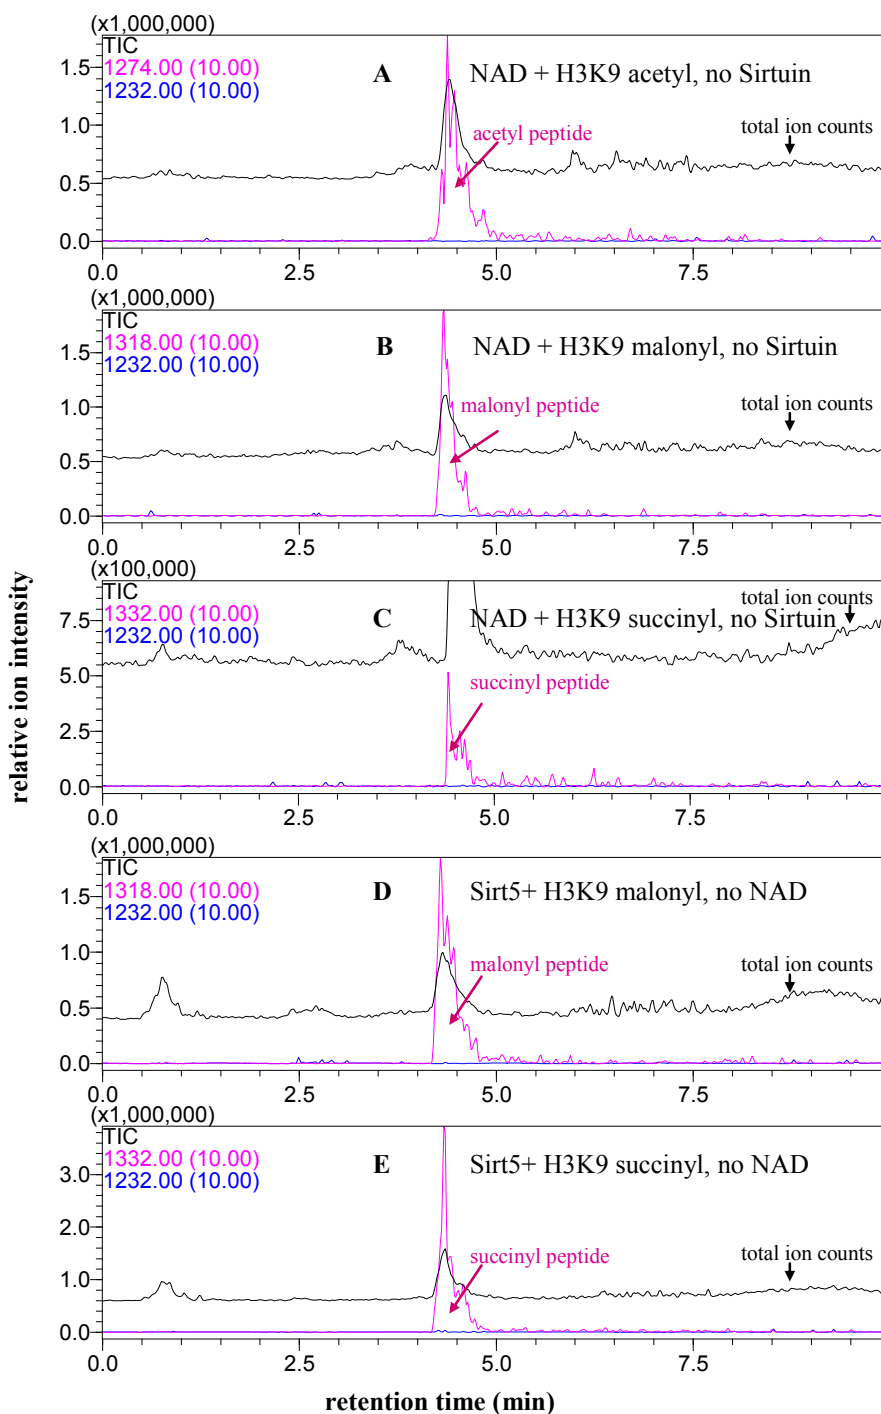 (x1,000,000)
TIC
1274.00 (10.00)
1232.00 (10.00)
A NAD + H3K9 acetyl, no Sirtuin
acetyl peptide
total ion counts
1.5
1.0
0.5
0.0
0.0 2.5 5.0 7.5
(x1,000,000)
TIC
1318.00 (10.00)
1232.00 (10.00)
B NAD + H3K9 malonyl, no Sirtuin
malonyl peptide
total ion counts
1.5
1.0
0.5
0.0
0.0 2.5 5.0 7.5
(x100,000)
TIC
1332.00 (10.00)
1232.00 (10.00)
C NAD + H3K9 succinyl, no Sirtuin
total ion counts
succinyl peptide
7.5
5.0
2.5
0.0
0.0 2.5 5.0 7.5
(x1,000,000)
TIC
1318.00 (10.00)
1232.00 (10.00)
D Sirt5+ H3K9 malonyl, no NAD
malonyl peptide
total ion counts
1.5
1.0
0.5
0.0
0.0 2.5 5.0 7.5
(x1,000,000)
TIC
1332.00 (10.00)
1232.00 (10.00)
E Sirt5+ H3K9 succinyl, no NAD
succinyl peptide
total ion counts
3.0
2.0
1.0
0.0
0.0 2.5 5.0 7.5
relative ion intensity
retention time (min)